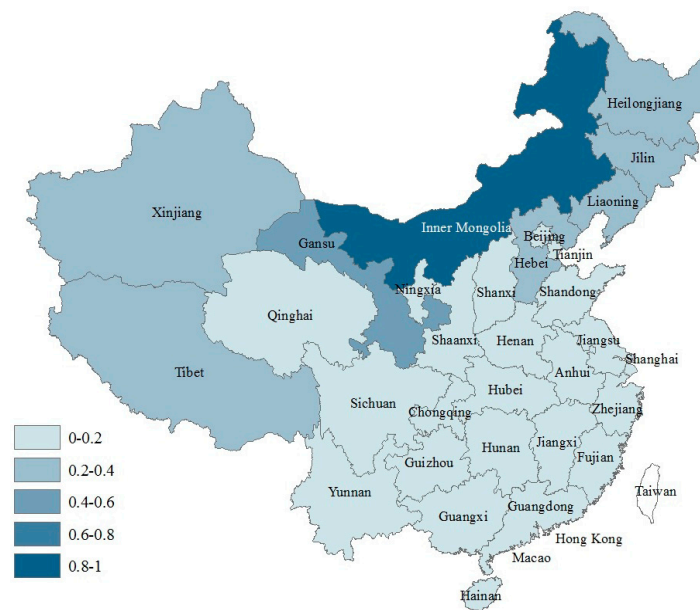 Heilongjiang
Jilin
Liaoning
Xinjiang
Inner Mongolia
Beijing
Gansu
Tianjin
Hebei
Ningxia
Shanxi
Shandong
Qinghai
Shaanxi
Henan
Jiangsu
Shanghai
Tibet
Anhui
Hubei
Sichuan
Chongqing
Zhejiang
Hunan
Jiangxi
Guizhou
Fujian
Yunnan
Guangxi
Guangdong
Taiwan
Hong Kong
Macao
Hainan
0-0.2
0.2-0.4
0.4-0.6
0.6-0.8
0.8-1